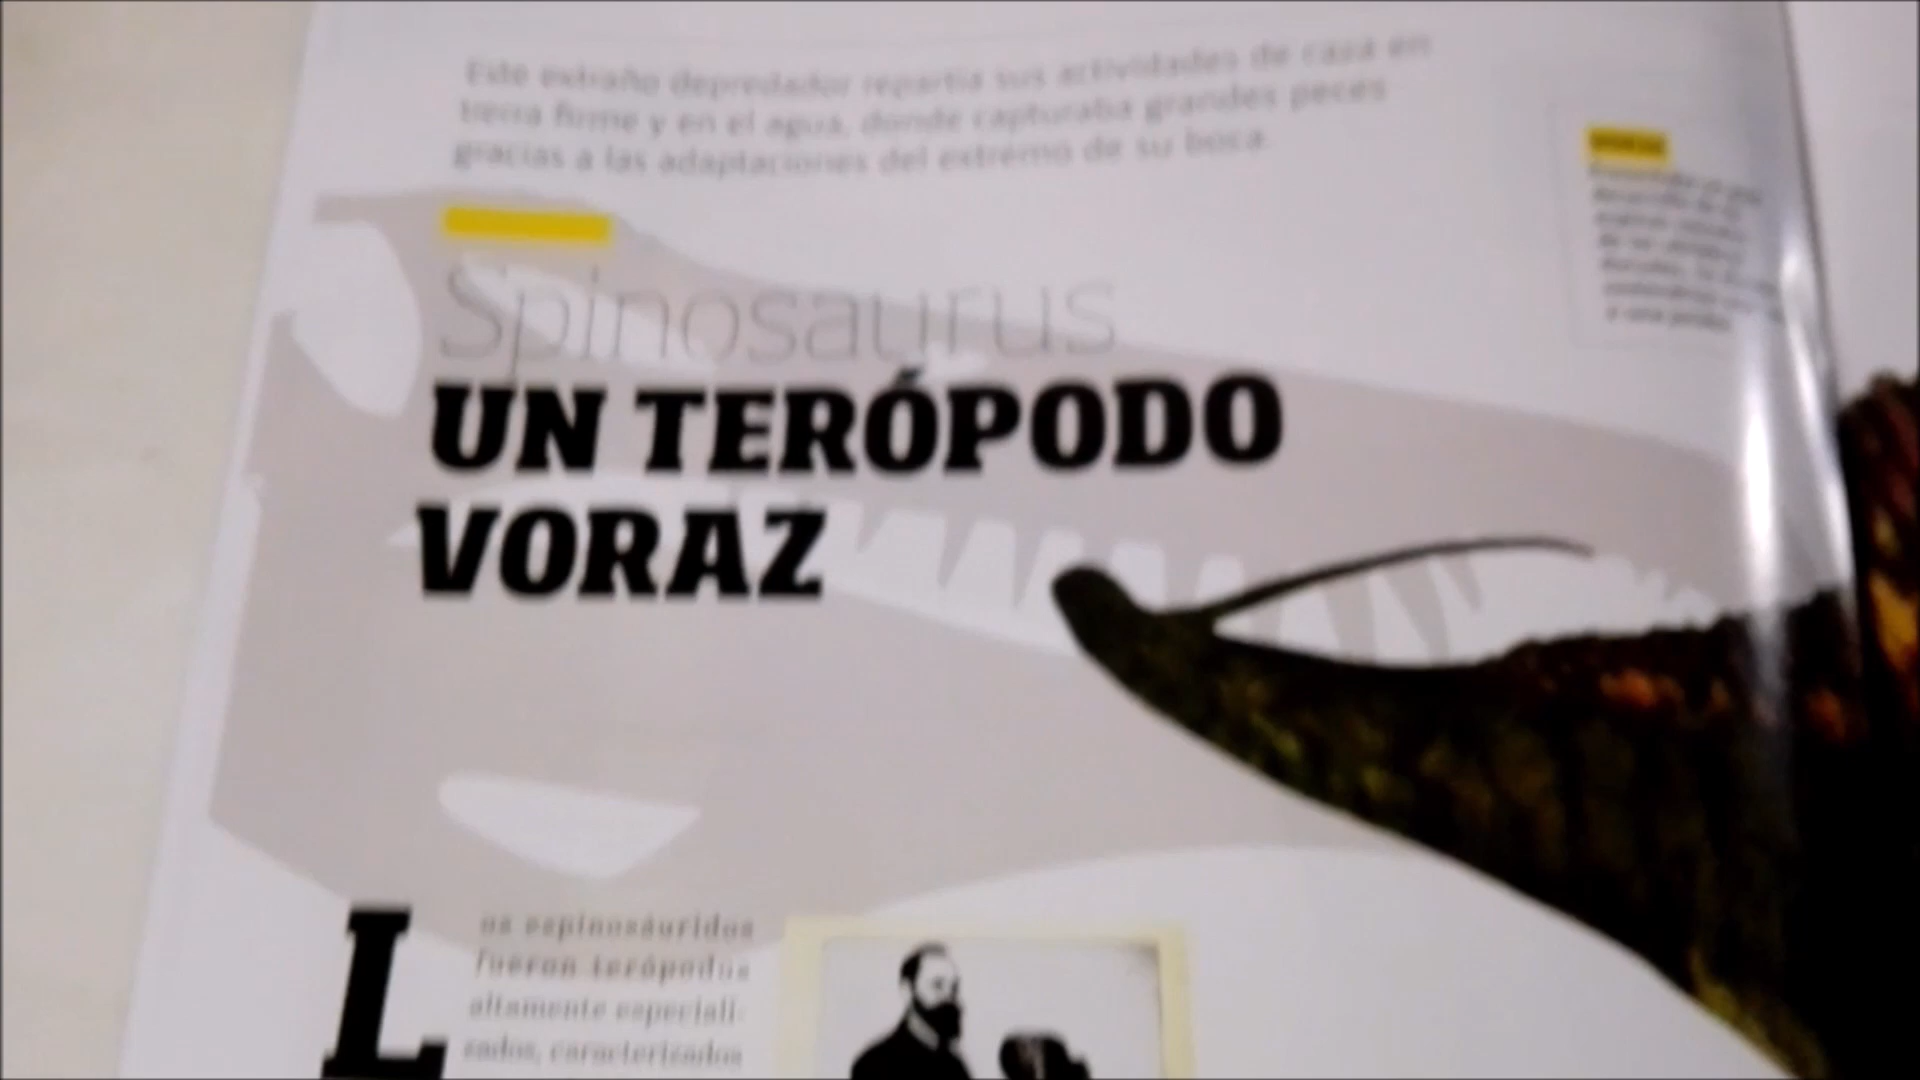 Este extraño depredador repartía sus actividades de caza en
tierra firme y en el agua, donde capturaba grandes peces
gracias a las adaptaciones del extremo de su boca.
Spinosaurus
UN TERÓPODO
VORAZ
Los espinosáuridos
fueron terópodos
altamente especiali-
zados, caracterizados